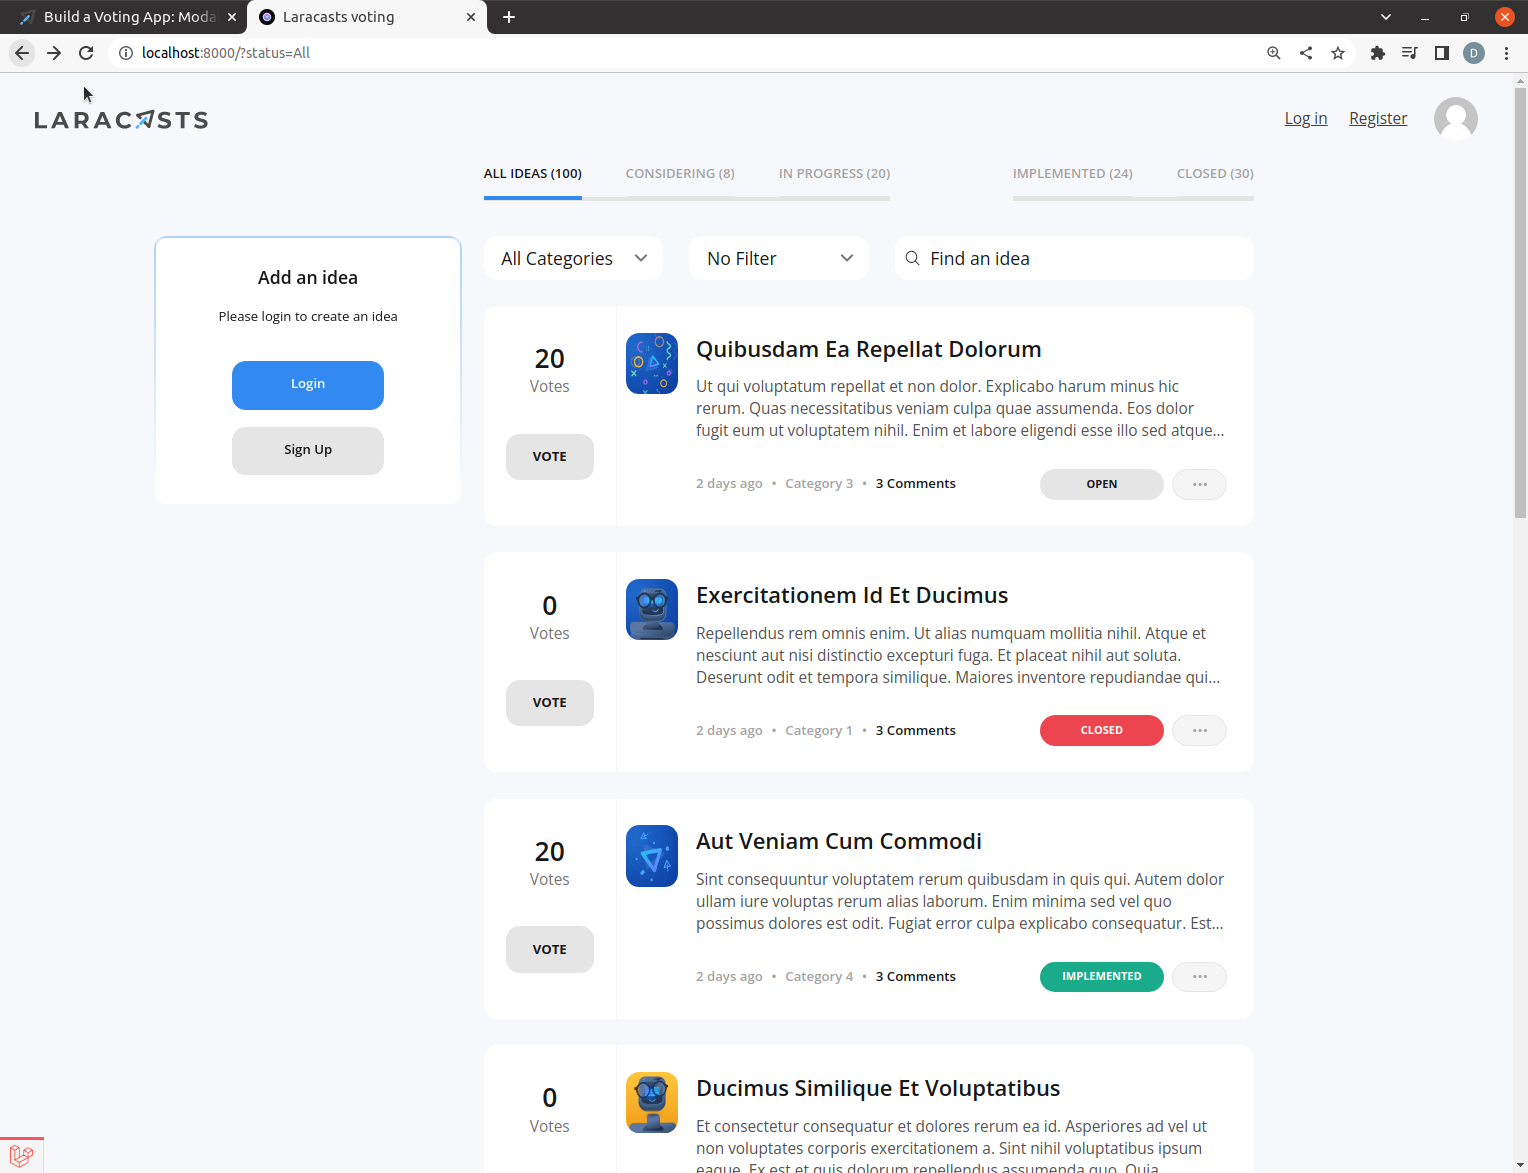 Build a Voting App: Moda
Laracasts voting
localhost:8000/?status=All
D
LARACASTS
Log in
Register
ALL IDEAS (100)
CONSIDERING (8)
IN PROGRESS (20)
IMPLEMENTED (24)
CLOSED (30)
Add an idea
Please login to create an idea
Login
Sign Up
All Categories
No Filter
Find an idea
20
Votes
VOTE
Quibusdam Ea Repellat Dolorum
Ut qui voluptatum repellat et non dolor. Explicabo harum minus hic
rerum. Quas necessitatibus veniam culpa quae assumenda. Eos dolor
fugit eum ut voluptatem nihil. Enim et labore eligendi esse illo sed atque...
2 days ago • Category 3 • 3 Comments
OPEN
0
Votes
VOTE
Exercitationem Id Et Ducimus
Repellendus rem omnis enim. Ut alias numquam mollitia nihil. Atque et
nesciunt aut nisi distinctio excepturi fuga. Et placeat nihil aut soluta.
Deserunt odit et tempora similique. Maiores inventore repudiandae qui...
2 days ago • Category 1 • 3 Comments
CLOSED
20
Votes
VOTE
Aut Veniam Cum Commodi
Sint consequuntur voluptatem rerum quibusdam in quis qui. Autem dolor
ullam iure voluptas rerum alias laborum. Enim minima sed vel quo
possimus dolores est odit. Fugiat error culpa explicabo consequatur. Est...
2 days ago • Category 4 • 3 Comments
IMPLEMENTED
0
Votes
Ducimus Similique Et Voluptatibus
Et consectetur consequatur et dolores rerum ea id. Asperiores ad vel ut
non voluptates corporis exercitationem a. Sint nihil voluptatibus ipsum
eaque. Ex est et quis dolorum repellendus assumenda quo. Quia